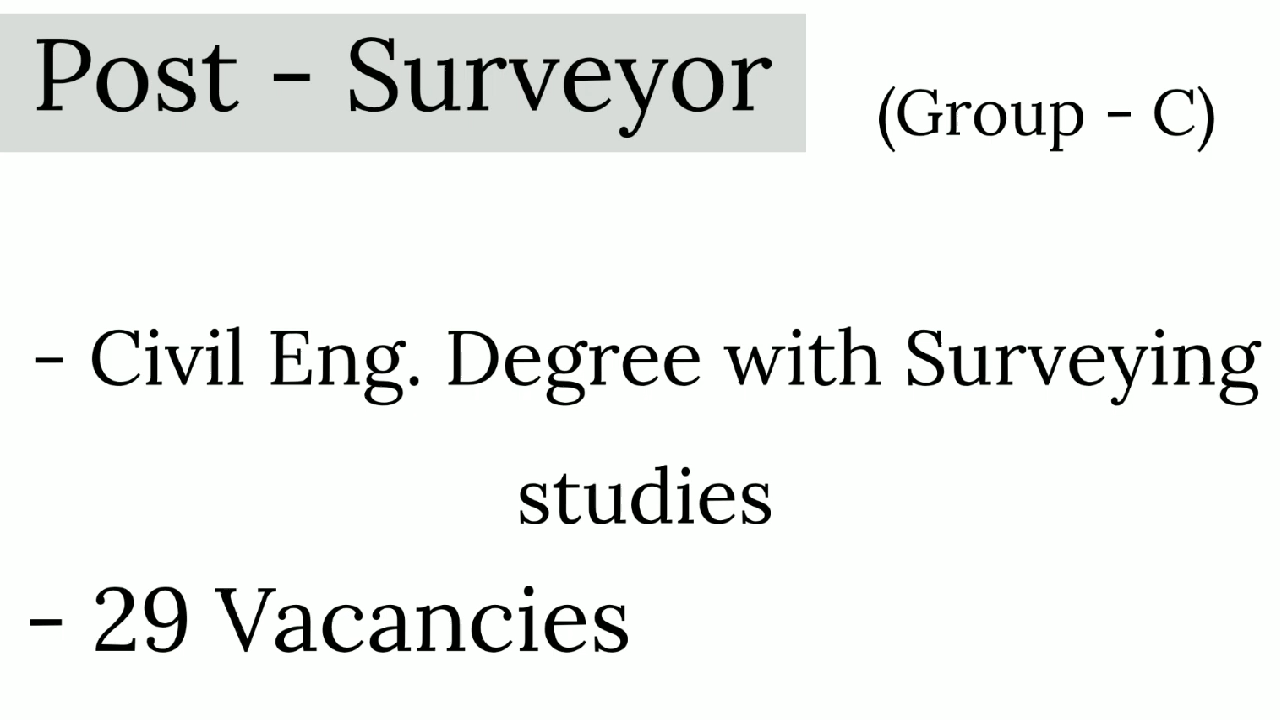 Post - Surveyor (Group - C)
- Civil Eng. Degree with Surveying
studies
- 29 Vacancies